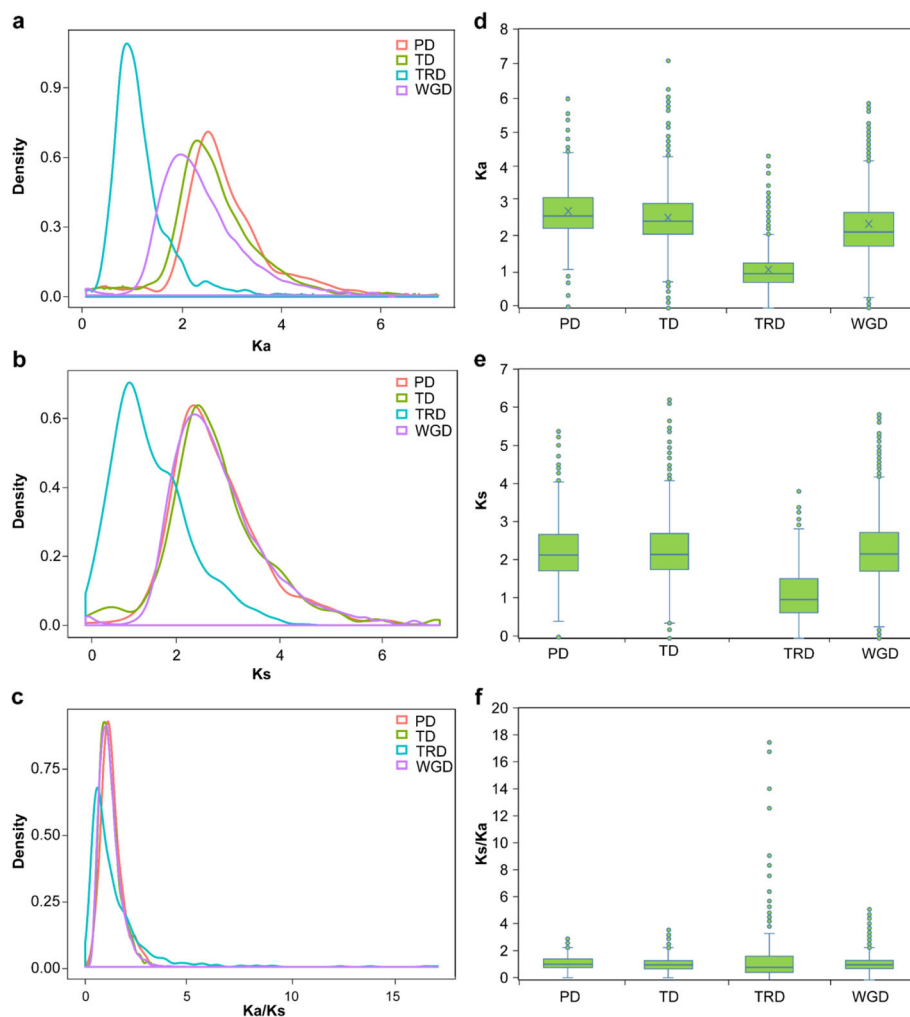 a
Density
0.9
0.6
0.3
0.0
0 2 4 6
Ka
PD
TD
TRD
WGD
d
Ka
8
7
6
5
4
3
2
1
0
PD TD TRD WGD
b
Density
0.6
0.4
0.2
0.0
0 2 4 6
Ks
PD
TD
TRD
WGD
e
Ks
7
6
5
4
3
2
1
0
PD TD TRD WGD
c
Density
0.75
0.50
0.25
0.00
0 5 10 15
Ka/Ks
PD
TD
TRD
WGD
f
Ks/Ka
20
18
16
14
12
10
8
6
4
2
0
PD TD TRD WGD